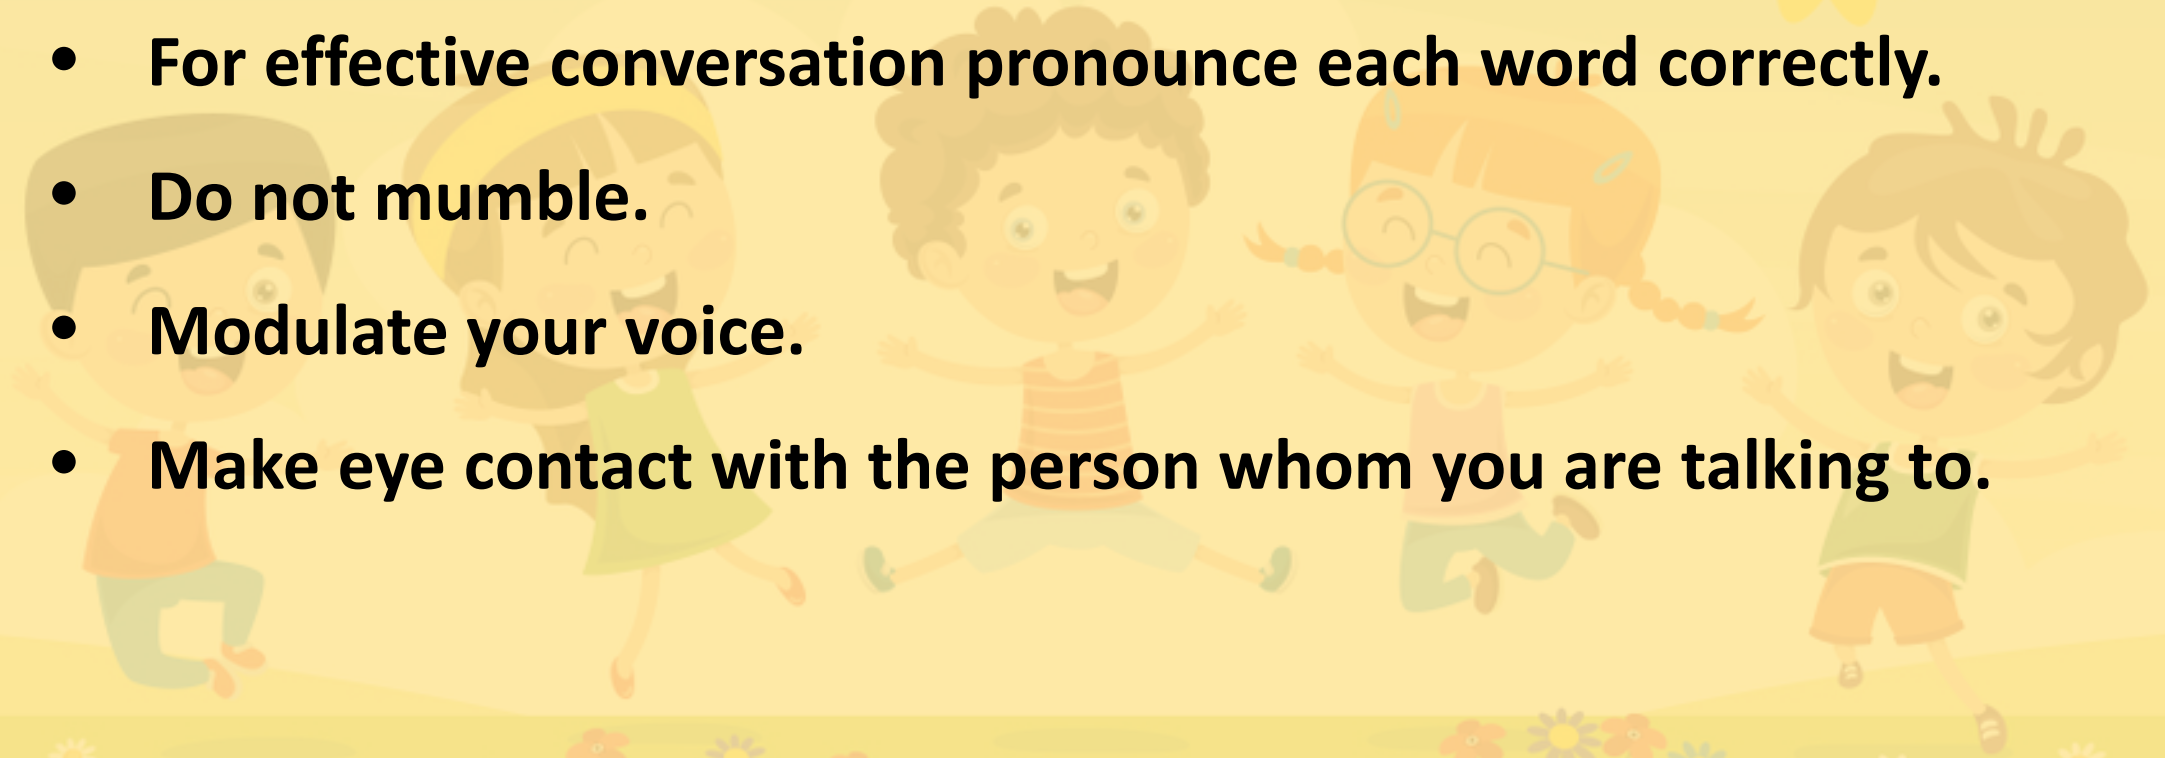 • For effective conversation pronounce each word correctly.
• Do not mumble.
• Modulate your voice.
• Make eye contact with the person whom you are talking to.